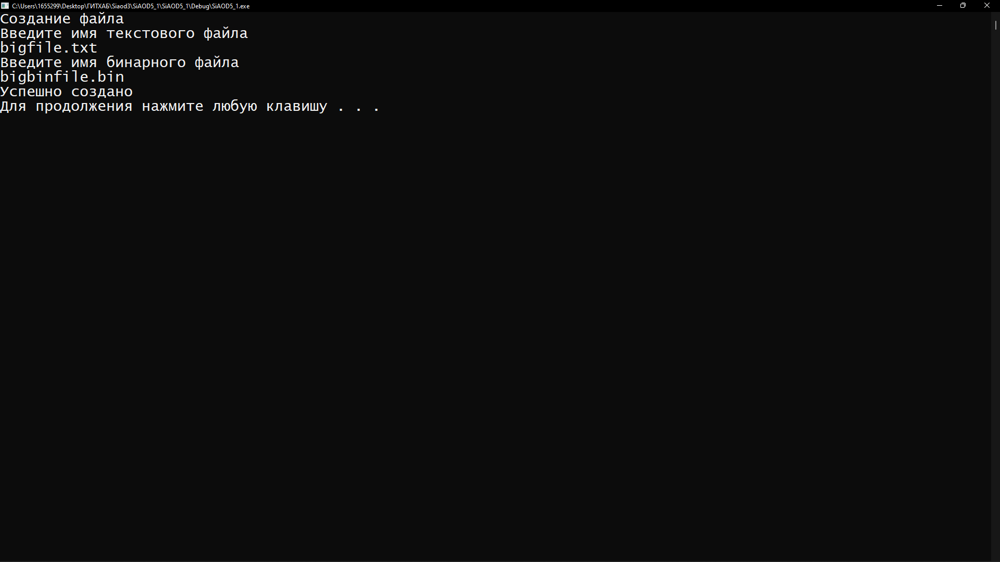 C:\Users\1655299\Desktop\ГИТХАБ\Siaod3\SiAOD5_1\SiAOD5_1\Debug\SiAOD5_1.exe
Создание файла
Введите имя текстового файла
bigfile.txt
Введите имя бинарного файла
bigbinfile.bin
Успешно создано
Для продолжения нажмите любую клавишу . . .